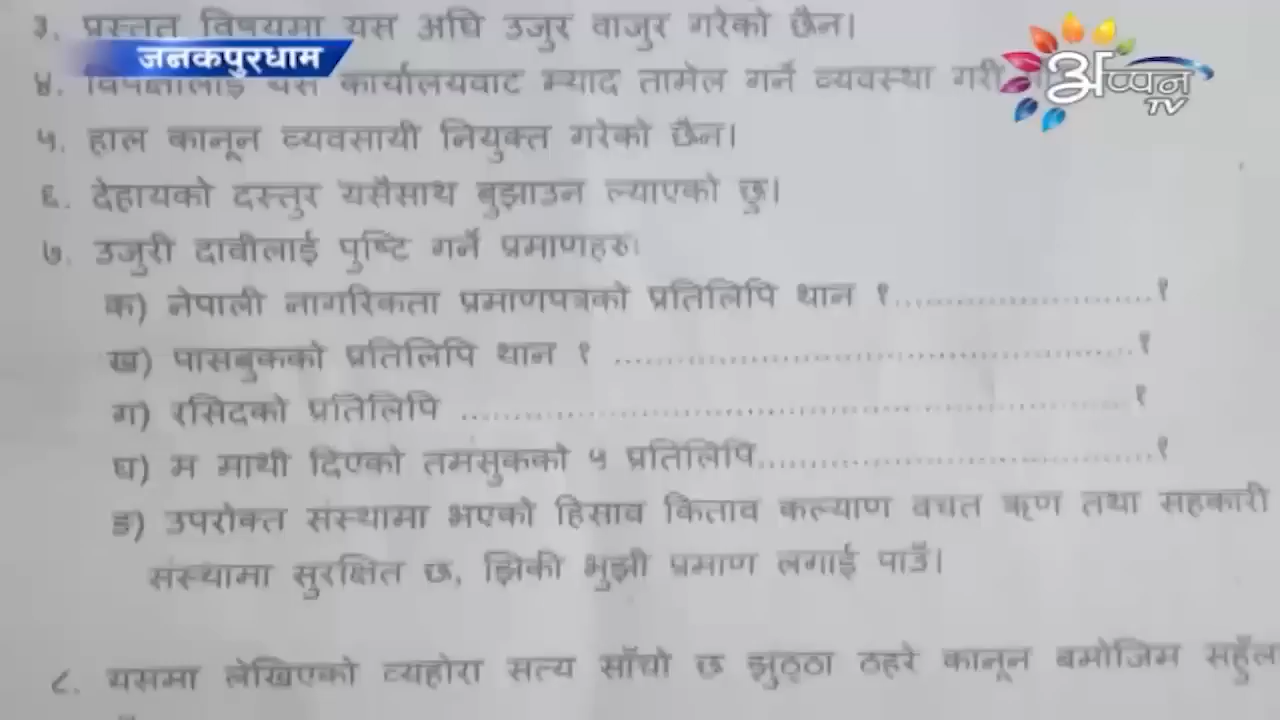 ३. प्रस्तत विषयमा यस अघि उजुर वाजुर गरेको छैन।
जनकपुरधाम
अप्पन TV
४. विपक्षीलाई यस कार्यालयवाट म्याद तामेल गर्ने व्यवस्था गरी
५. हाल कानून व्यवसायी नियुक्त गरेको छैन।
६. देहायको दस्तुर यसैसाथ बुझाउन ल्याएको छु।
७. उजुरी दावीलाई पुष्टि गर्ने प्रमाणहरु।
क) नेपाली नागरिकता प्रमाणपत्रको प्रतिलिपि थान १........................१
ख) पासबुकको प्रतिलिपि थान १ ................................................१
ग) रसिदको प्रतिलिपि ..............................................................१
घ) म माथी दिएको तमसुकको ५ प्रतिलिपि....................................१
ङ) उपरोक्त संस्थामा भएको हिसाव किताव कल्याण वचत ऋण तथा सहकारी
संस्थामा सुरक्षित छ, झिकी भुझी प्रमाण लगाई पाउँ।
८. यसमा लेखिएको व्यहोरा सत्य साँचो छ झुठ्ठा ठहरे कानून बमोजिम सहुँला